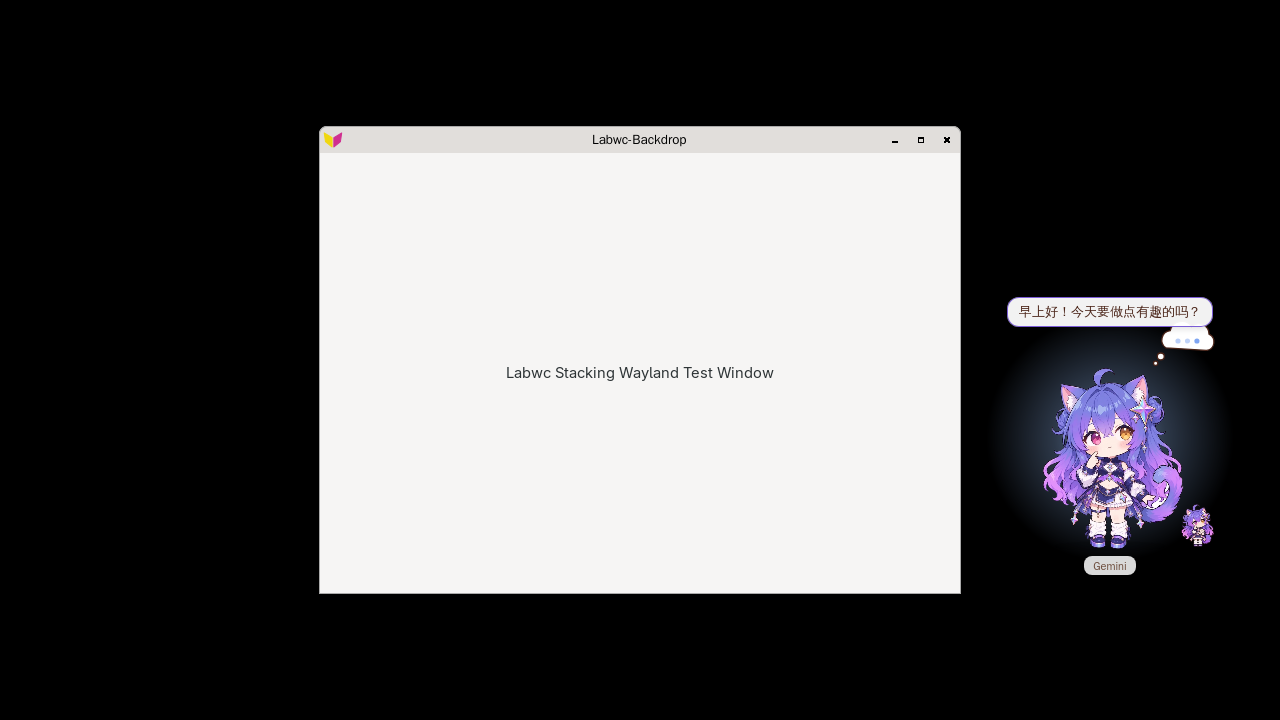 Labwc-Backdrop
早上好！今天要做点有趣的吗？
Labwc Stacking Wayland Test Window
Gemini